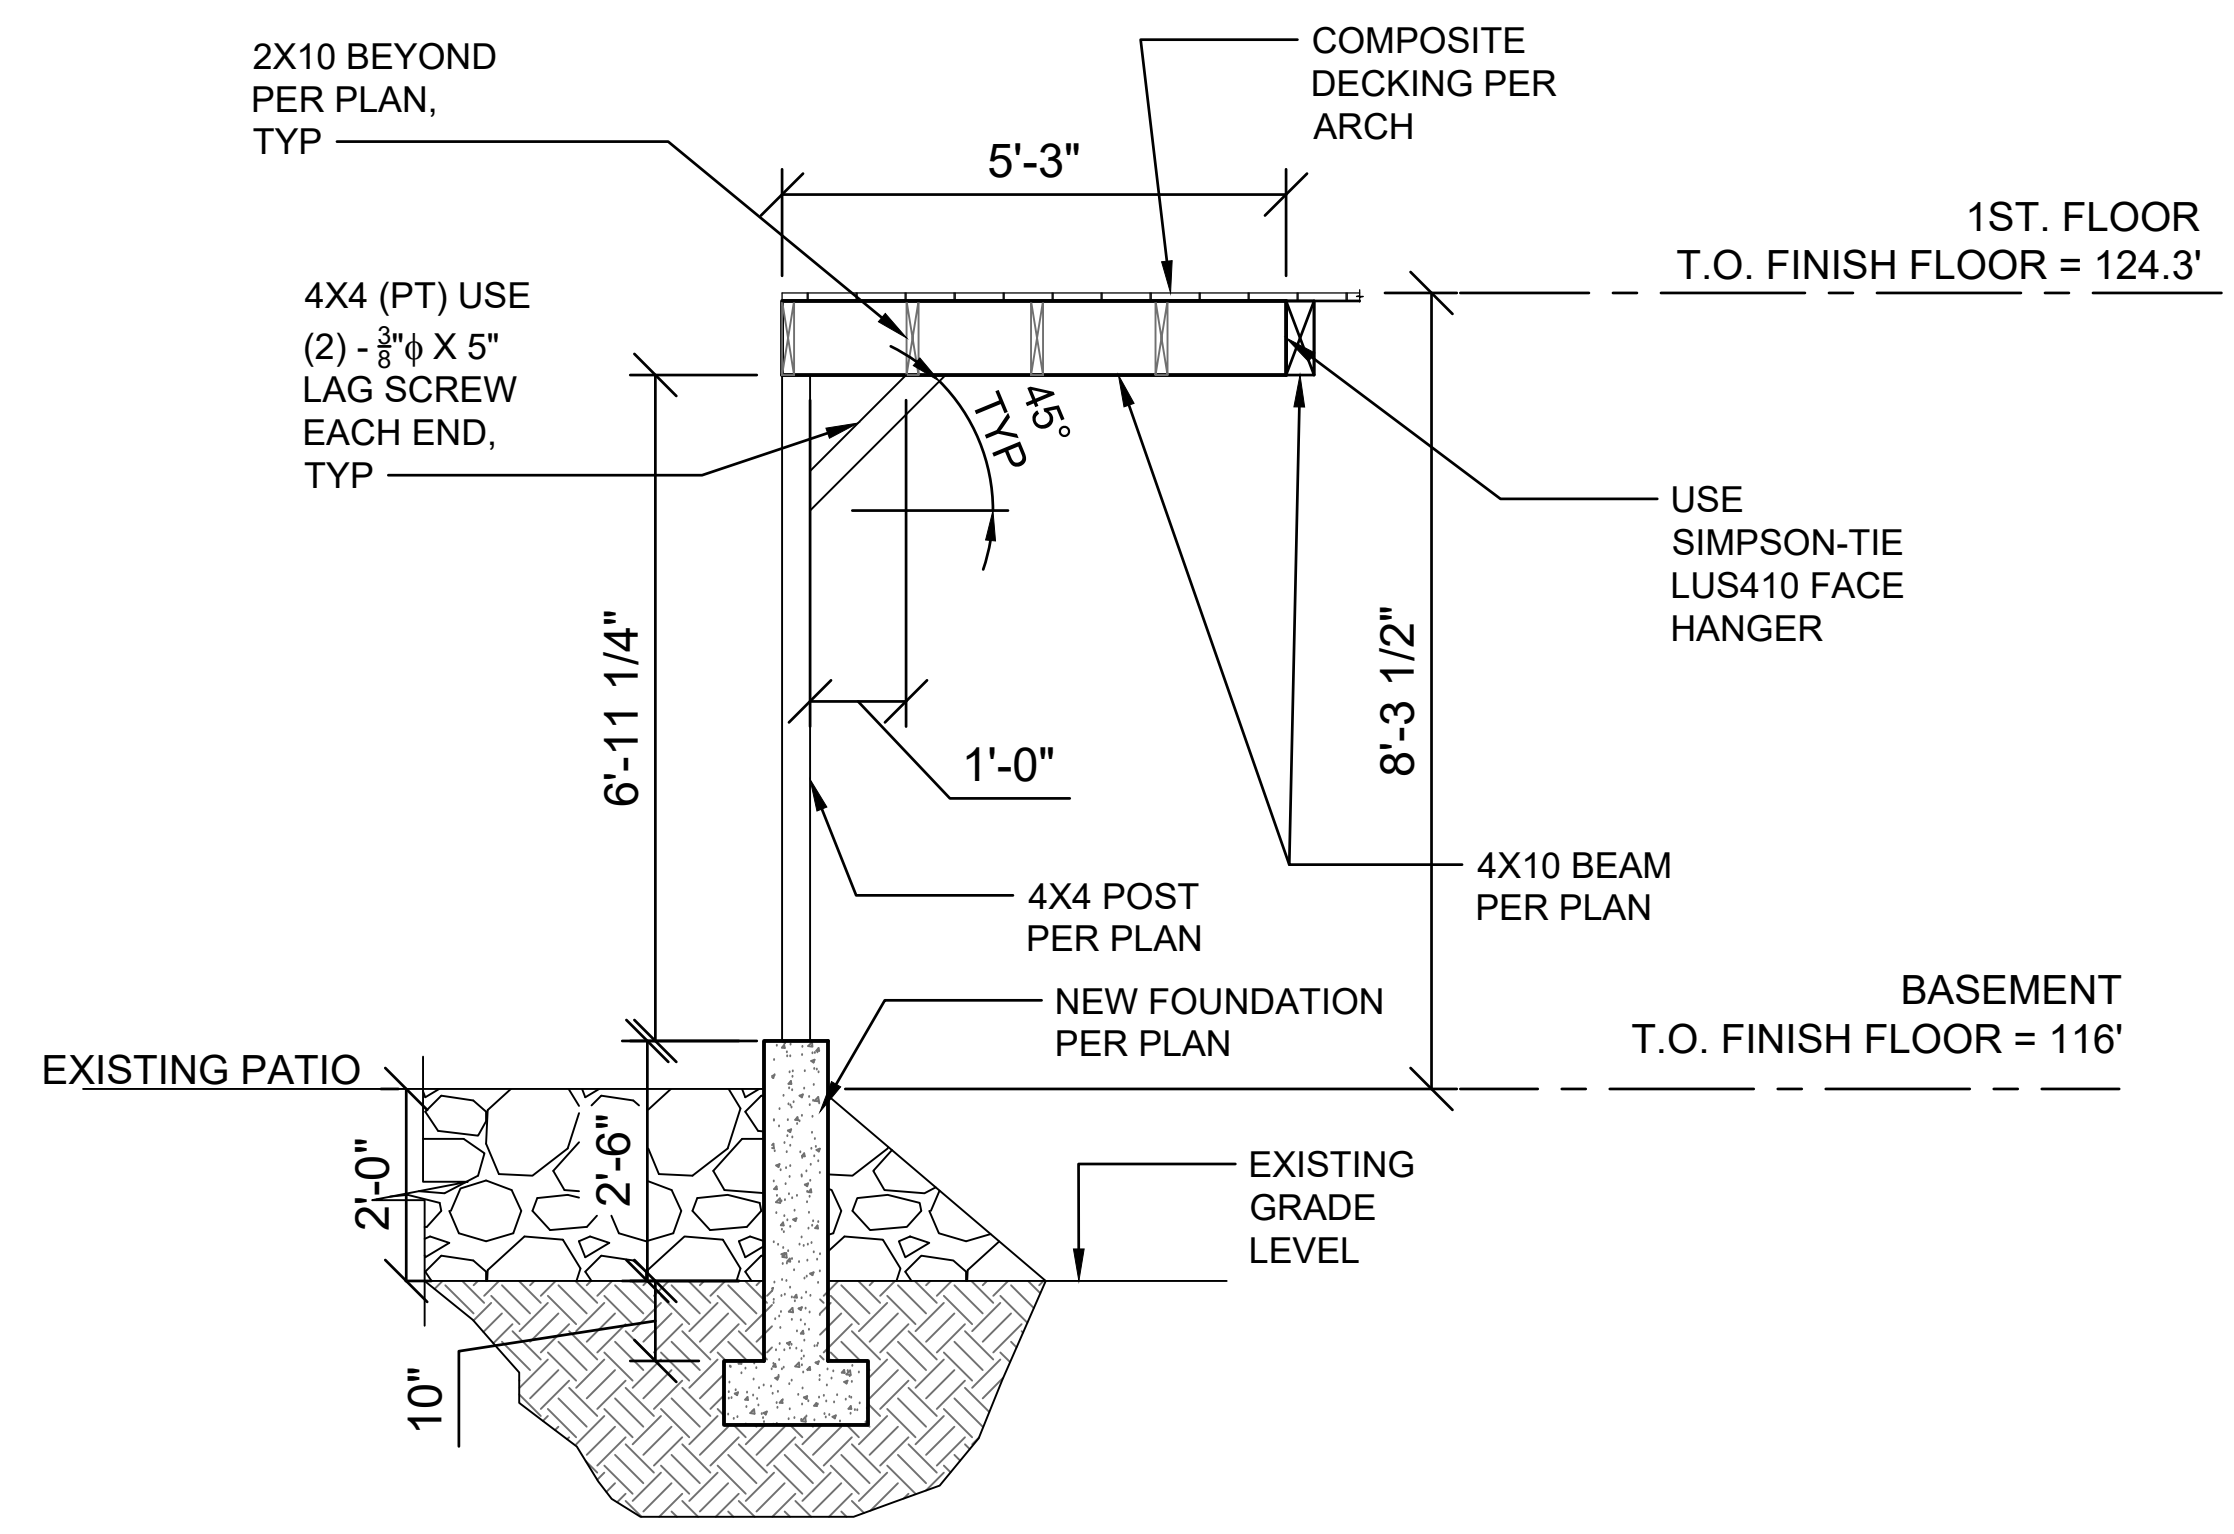 2X10 BEYOND
PER PLAN,
TYP
COMPOSITE
DECKING PER
ARCH
5'-3"
1ST. FLOOR
T.O. FINISH FLOOR = 124.3'
4X4 (PT) USE
(2) - 3/8"ϕ X 5"
LAG SCREW
EACH END,
TYP
45°
TYP
USE
SIMPSON-TIE
LUS410 FACE
HANGER
6'-11 1/4"
8'-3 1/2"
1'-0"
4X10 BEAM
PER PLAN
4X4 POST
PER PLAN
NEW FOUNDATION
PER PLAN
BASEMENT
T.O. FINISH FLOOR = 116'
EXISTING PATIO
2'-0"
2'-6"
EXISTING
GRADE
LEVEL
10"